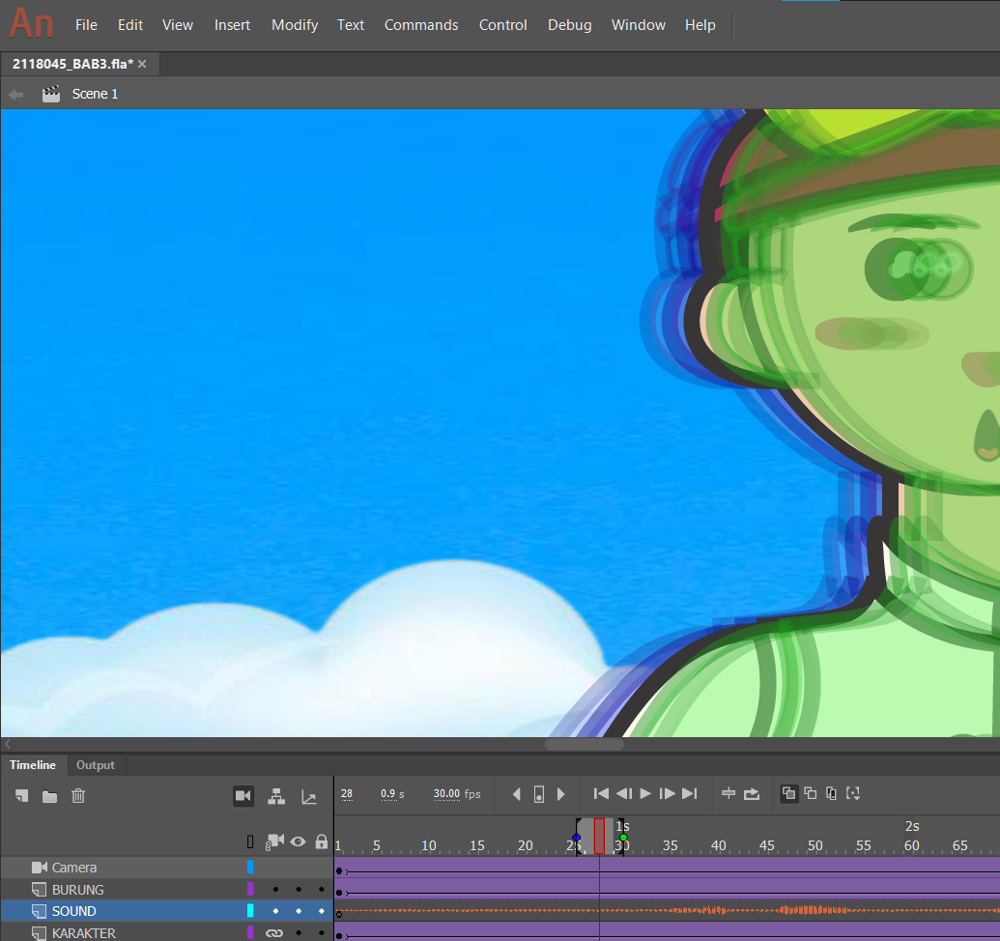 An File Edit View Insert Modify Text Commands Control Debug Window Help
2118045_BAB3.fla* ×
Scene 1
Timeline Output
28 0.9 s 30.00 fps
1s 2s
1 5 10 15 20 25 30 35 40 45 50 55 60 65
Camera
BURUNG
SOUND
KARAKTER